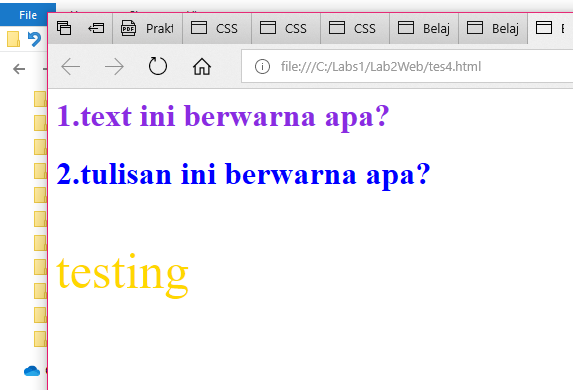 File
Prakt
CSS
CSS
CSS
Belaj
Belaj
file:///C:/Labs1/Lab2Web/tes4.html
1.text ini berwarna apa?
2.tulisan ini berwarna apa?
testing